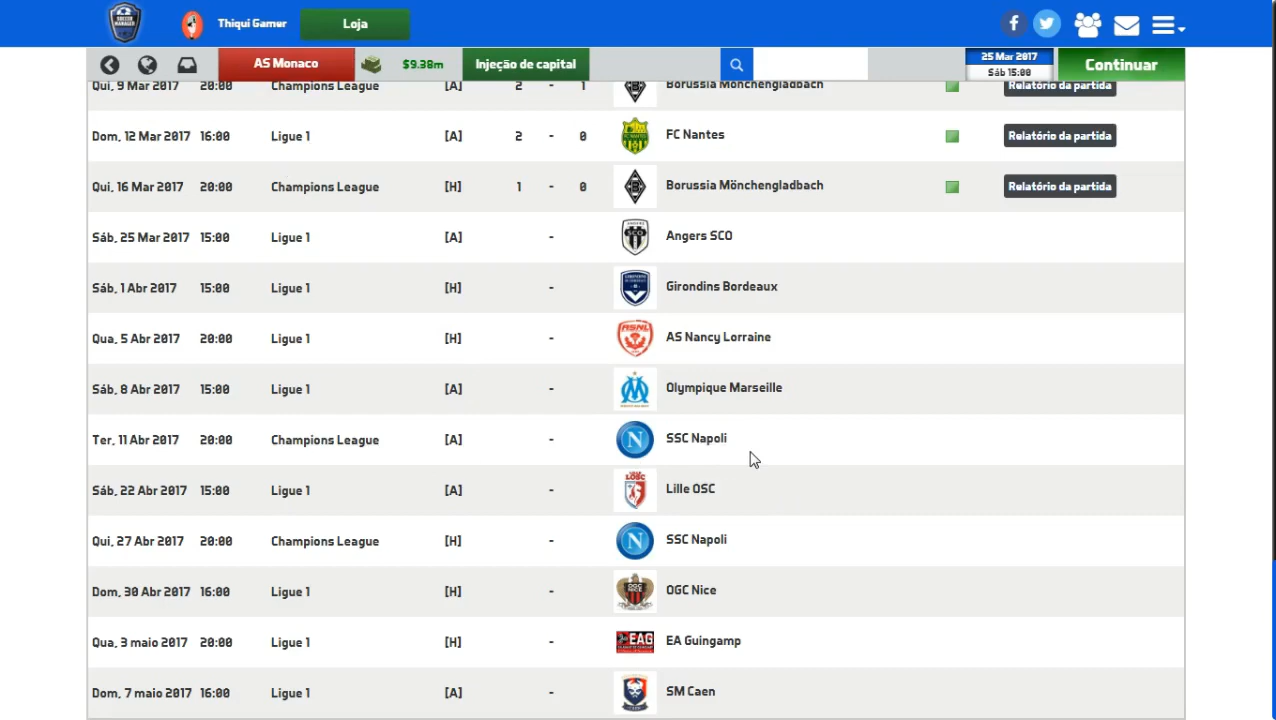 SOCCER MANAGER Thiqui Gamer Loja
AS Monaco $9.38m Injeção de capital 25 Mar 2017 Sáb 15:00 Continuar
Qui, 9 Mar 2017 20:00 Champions League [A] 2 - 1 Borussia Mönchengladbach Relatório da partida
Dom, 12 Mar 2017 16:00 Ligue 1 [A] 2 - 0 FC Nantes Relatório da partida
Qui, 16 Mar 2017 20:00 Champions League [H] 1 - 0 Borussia Mönchengladbach Relatório da partida
Sáb, 25 Mar 2017 15:00 Ligue 1 [A] - Angers SCO
Sáb, 1 Abr 2017 15:00 Ligue 1 [H] - Girondins Bordeaux
Qua, 5 Abr 2017 20:00 Ligue 1 [H] - AS Nancy Lorraine
Sáb, 8 Abr 2017 15:00 Ligue 1 [A] - Olympique Marseille
Ter, 11 Abr 2017 20:00 Champions League [A] - SSC Napoli
Sáb, 22 Abr 2017 15:00 Ligue 1 [A] - Lille OSC
Qui, 27 Abr 2017 20:00 Champions League [H] - SSC Napoli
Dom, 30 Abr 2017 16:00 Ligue 1 [H] - OGC Nice
Qua, 3 maio 2017 20:00 Ligue 1 [H] - EA Guingamp
Dom, 7 maio 2017 16:00 Ligue 1 [A] - SM Caen